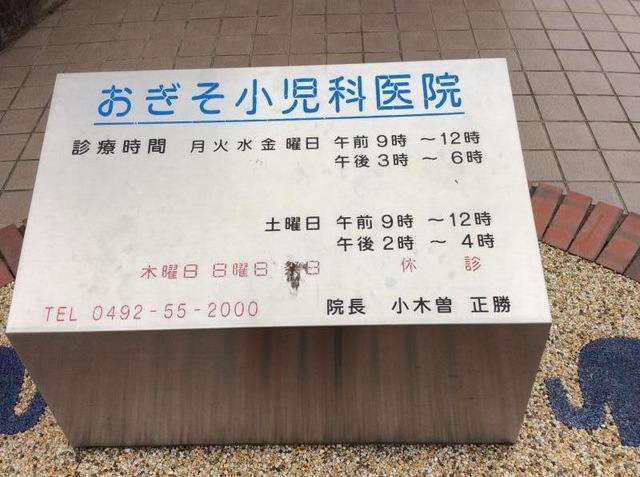 おぎそ小児科医院
診療時間 月火水金曜日 午前9時 〜12時
午後3時 〜 6時
土曜日 午前9時 〜12時
午後2時 〜 4時
木曜日 日曜日 日 休診
TEL 0492-55-2000 院長 小木曽 正勝